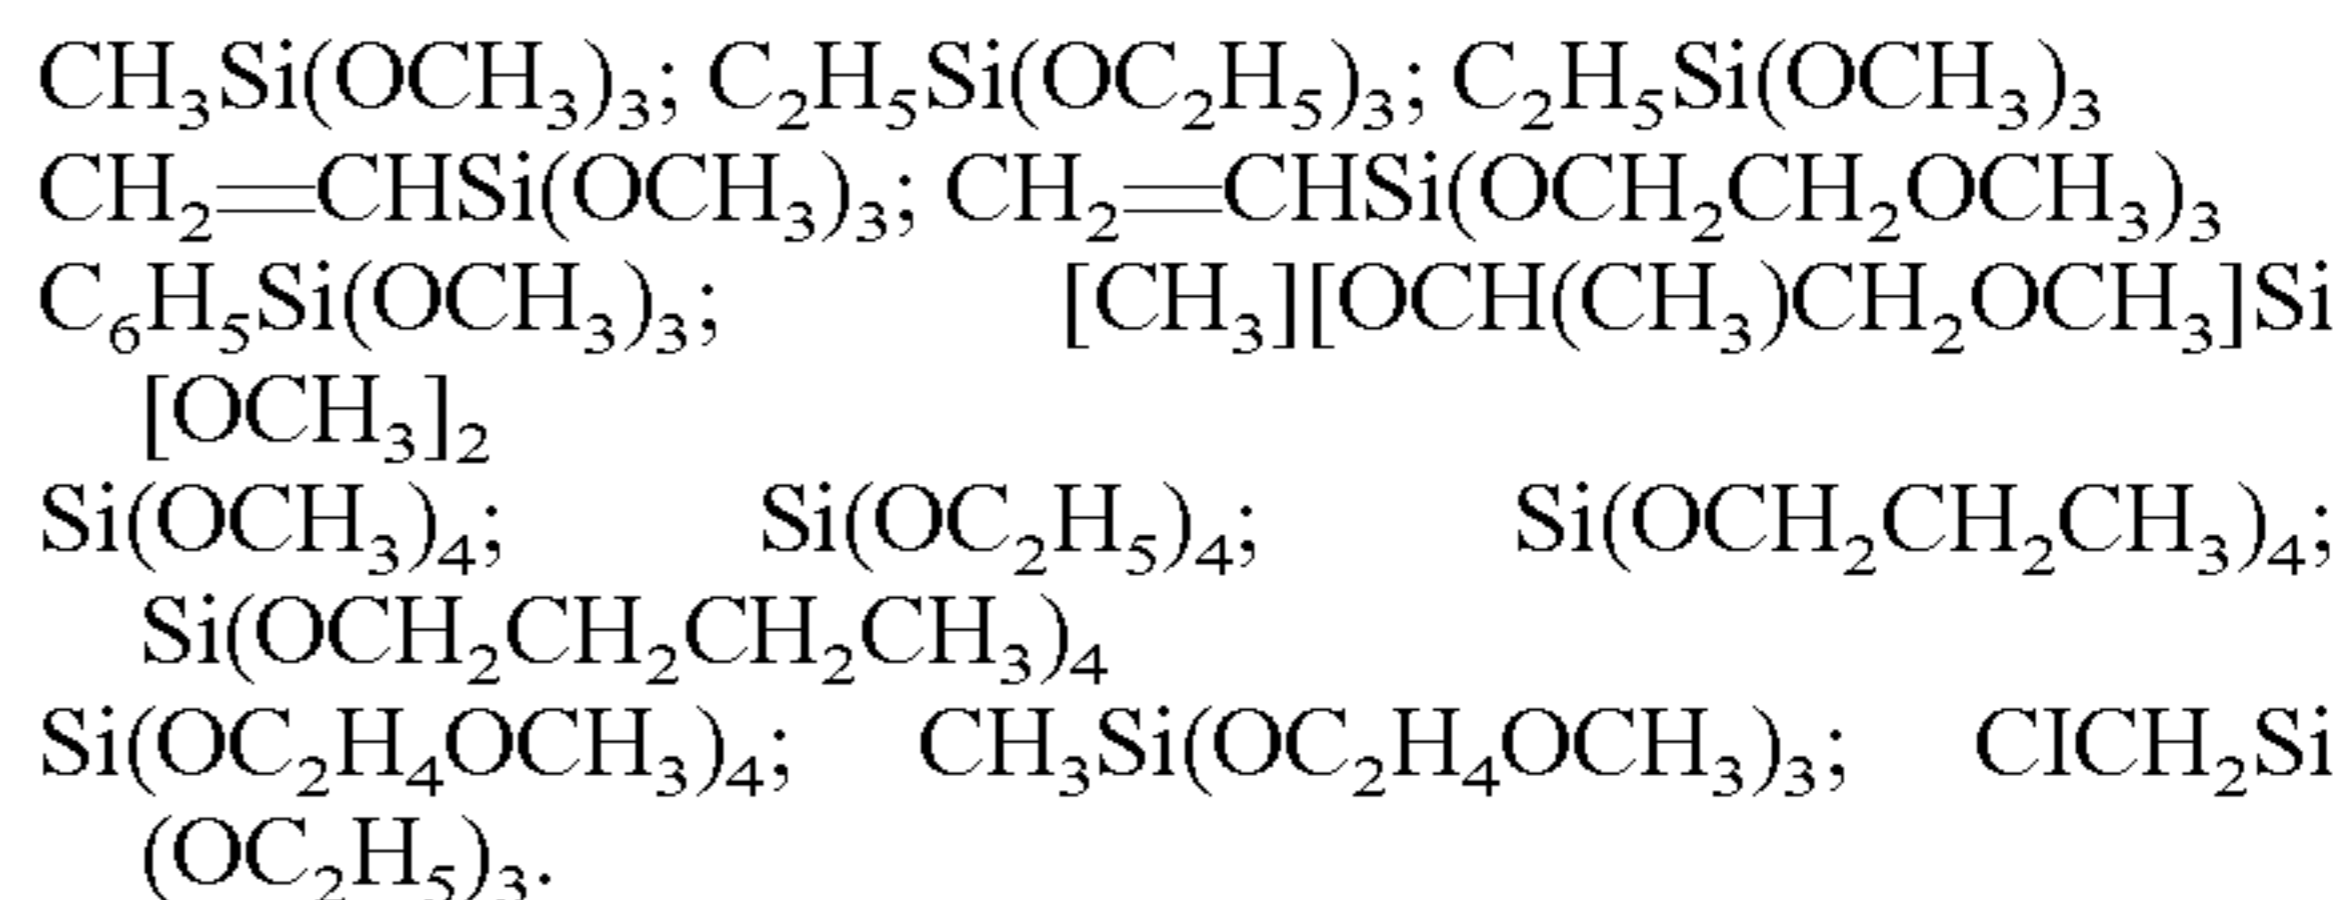 CH₃Si(OCH₃)₃; C₂H₅Si(OC₂H₅)₃; C₂H₅Si(OCH₃)₃
CH₂═CHSi(OCH₃)₃; CH₂═CHSi(OCH₂CH₂OCH₃)₃
C₆H₅Si(OCH₃)₃; [CH₃][OCH(CH₃)CH₂OCH₃]Si
[OCH₃]₂
Si(OCH₃)₄; Si(OC₂H₅)₄; Si(OCH₂CH₂CH₃)₄;
Si(OCH₂CH₂CH₂CH₃)₄
Si(OC₂H₄OCH₃)₄; CH₃Si(OC₂H₄OCH₃)₃; CICH₂Si
(OC₂H₅)₃.